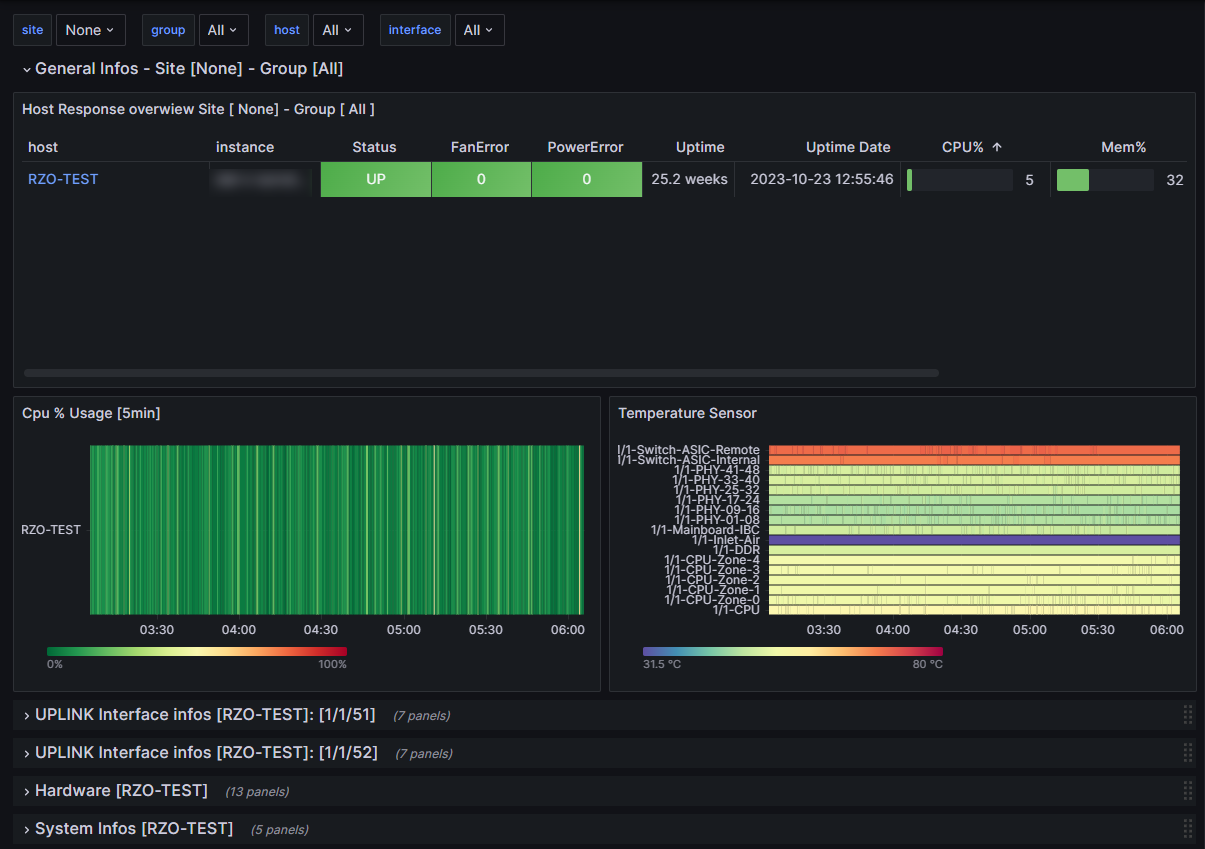 site None group All host All interface All
General Infos - Site [None] - Group [All]
Host Response overwiew Site [ None] - Group [ All ]
host instance Status FanError PowerError Uptime Uptime Date CPU% Mem%
RZO-TEST UP 0 0 25.2 weeks 2023-10-23 12:55:46 5 32
Cpu % Usage [5min]
RZO-TEST
03:30 04:00 04:30 05:00 05:30 06:00
0% 100%
Temperature Sensor
1/1-Switch-ASIC-Remote
1/1-Switch-ASIC-Internal
1/1-PHY-41-48
1/1-PHY-33-40
1/1-PHY-25-32
1/1-PHY-17-24
1/1-PHY-09-16
1/1-PHY-01-08
1/1-Mainboard-IBC
1/1-Inlet-Air
1/1-DDR
1/1-CPU-Zone-4
1/1-CPU-Zone-3
1/1-CPU-Zone-2
1/1-CPU-Zone-1
1/1-CPU-Zone-0
1/1-CPU
03:30 04:00 04:30 05:00 05:30 06:00
31.5 °C 80 °C
UPLINK Interface infos [RZO-TEST]: [1/1/51] (7 panels)
UPLINK Interface infos [RZO-TEST]: [1/1/52] (7 panels)
Hardware [RZO-TEST] (13 panels)
System Infos [RZO-TEST] (5 panels)